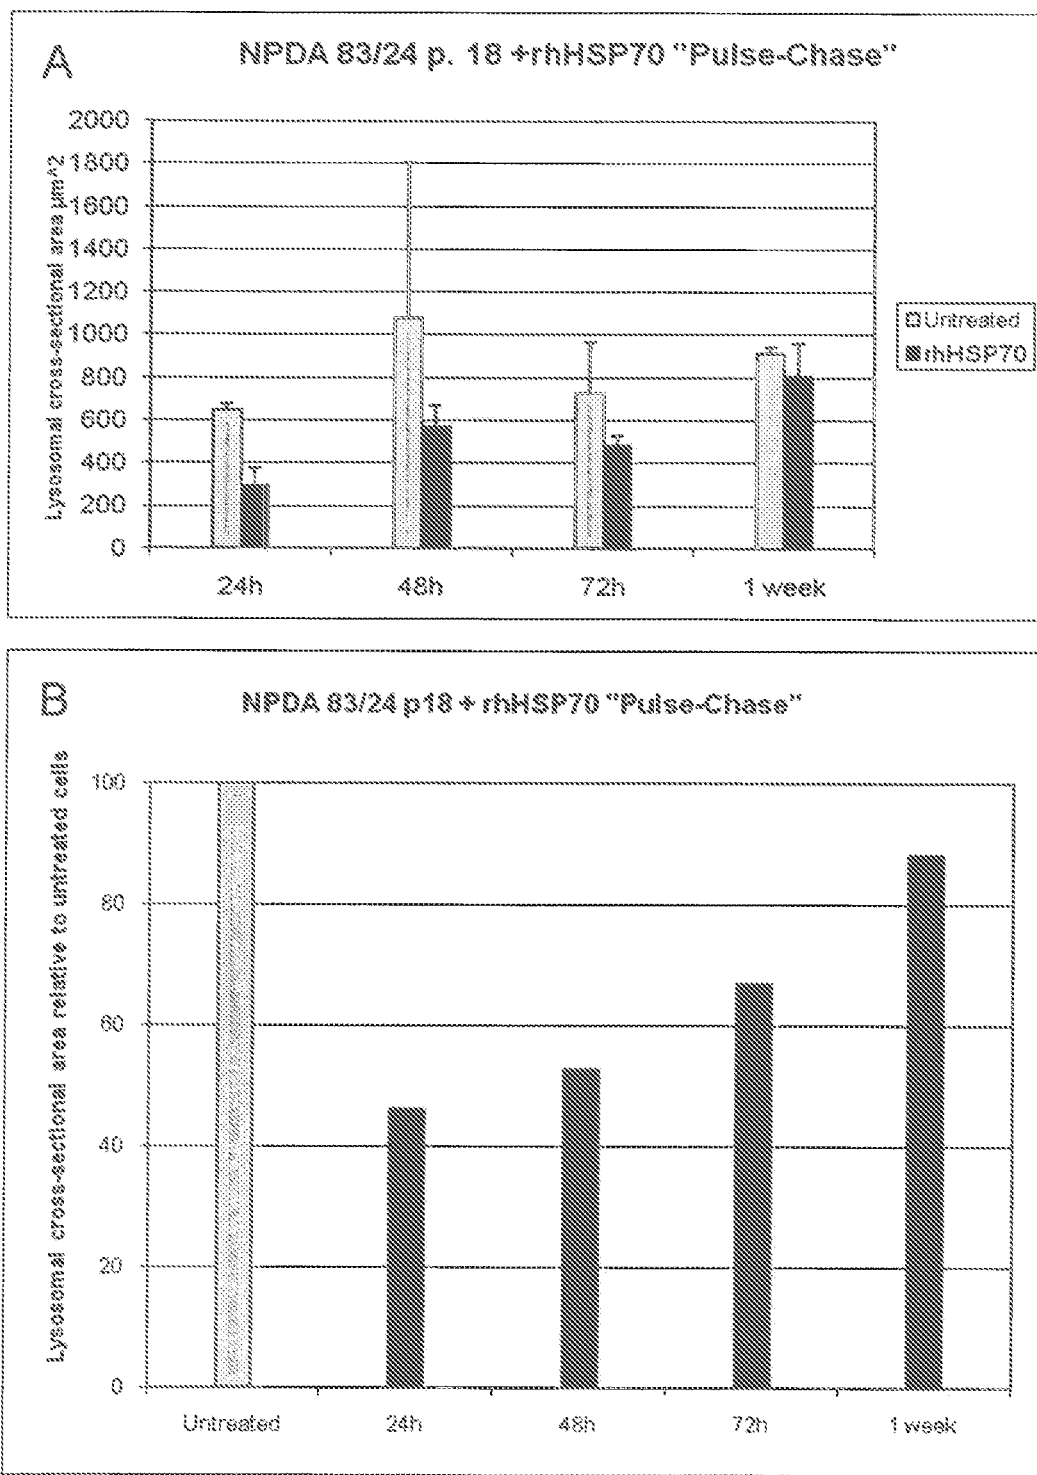 A
NPDA 83/24 p. 18 +rhHSP70 "Pulse-Chase"
Lysosomal cross-sectional area µm^2
2000
1800
1600
1400
1200
1000
800
600
400
200
0
24h
48h
72h
1 week
Untreated
rhHSP70
B
NPDA 83/24 p18 + rhHSP70 "Pulse-Chase"
Lysosomal cross-sectional area relative to untreated cells
100
80
60
40
20
0
Untreated
24h
48h
72h
1 week